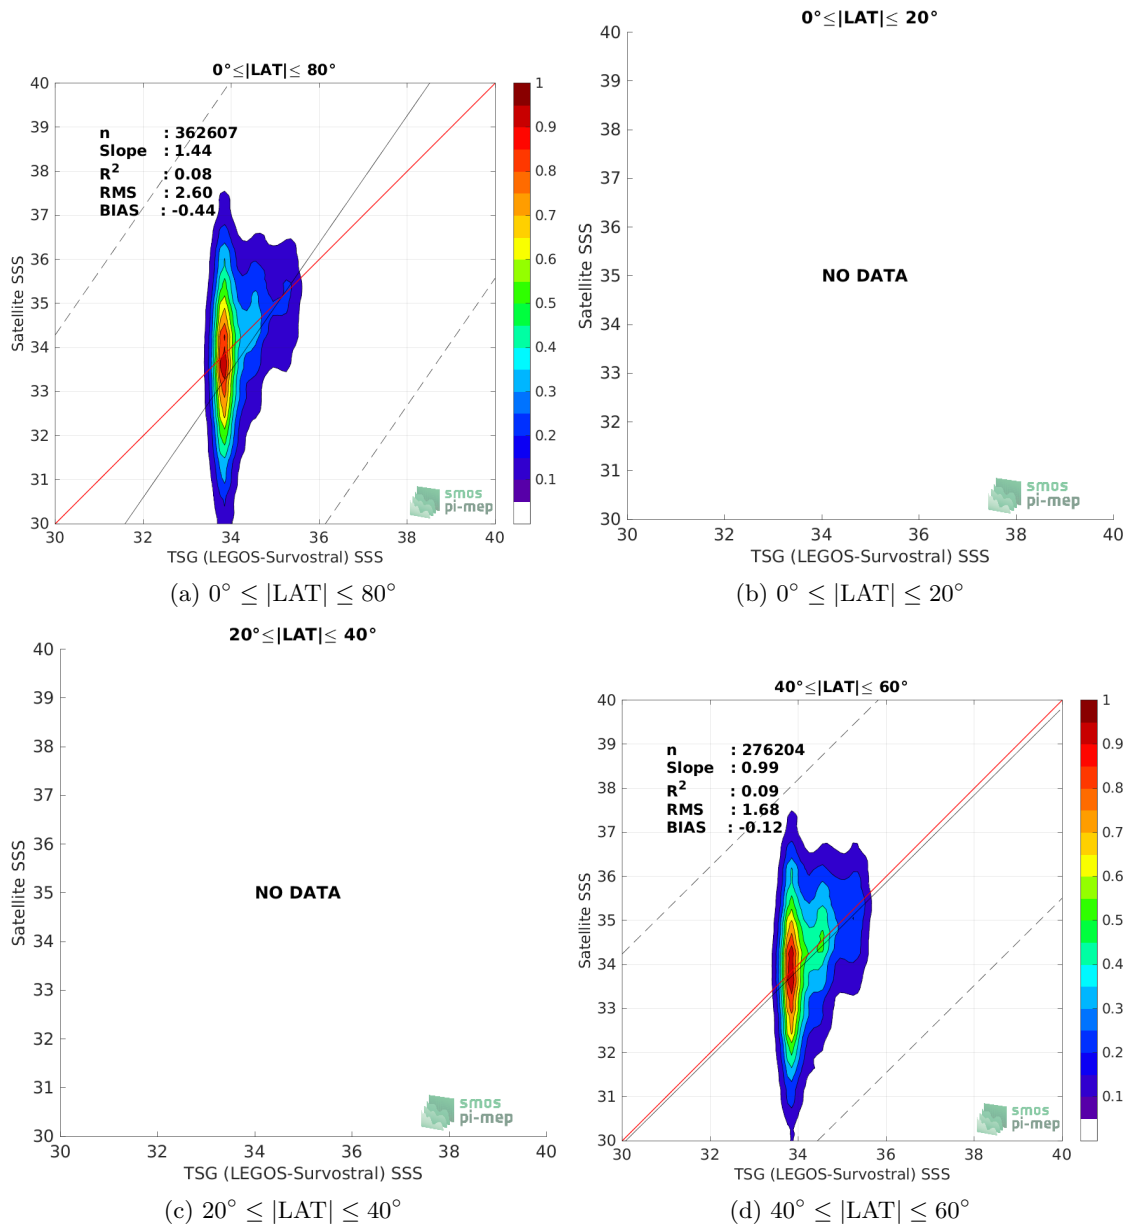 0°≤|LAT|≤ 80°
40
39
38
37
36
35
34
33
32
31
30
Satellite SSS
n : 362607
Slope : 1.44
R² : 0.08
RMS : 2.60
BIAS : -0.44
smos
pi-mep
30 32 34 36 38 40
TSG (LEGOS-Survostral) SSS
1
0.9
0.8
0.7
0.6
0.5
0.4
0.3
0.2
0.1
(a) 0° ≤ |LAT| ≤ 80°
0°≤|LAT|≤ 20°
40
39
38
37
36
35
34
33
32
31
30
Satellite SSS
NO DATA
smos
pi-mep
30 32 34 36 38 40
TSG (LEGOS-Survostral) SSS
(b) 0° ≤ |LAT| ≤ 20°
20°≤|LAT|≤ 40°
40
39
38
37
36
35
34
33
32
31
30
Satellite SSS
NO DATA
smos
pi-mep
30 32 34 36 38 40
TSG (LEGOS-Survostral) SSS
(c) 20° ≤ |LAT| ≤ 40°
40°≤|LAT|≤ 60°
40
39
38
37
36
35
34
33
32
31
30
Satellite SSS
n : 276204
Slope : 0.99
R² : 0.09
RMS : 1.68
BIAS : -0.12
smos
pi-mep
30 32 34 36 38 40
TSG (LEGOS-Survostral) SSS
1
0.9
0.8
0.7
0.6
0.5
0.4
0.3
0.2
0.1
(d) 40° ≤ |LAT| ≤ 60°